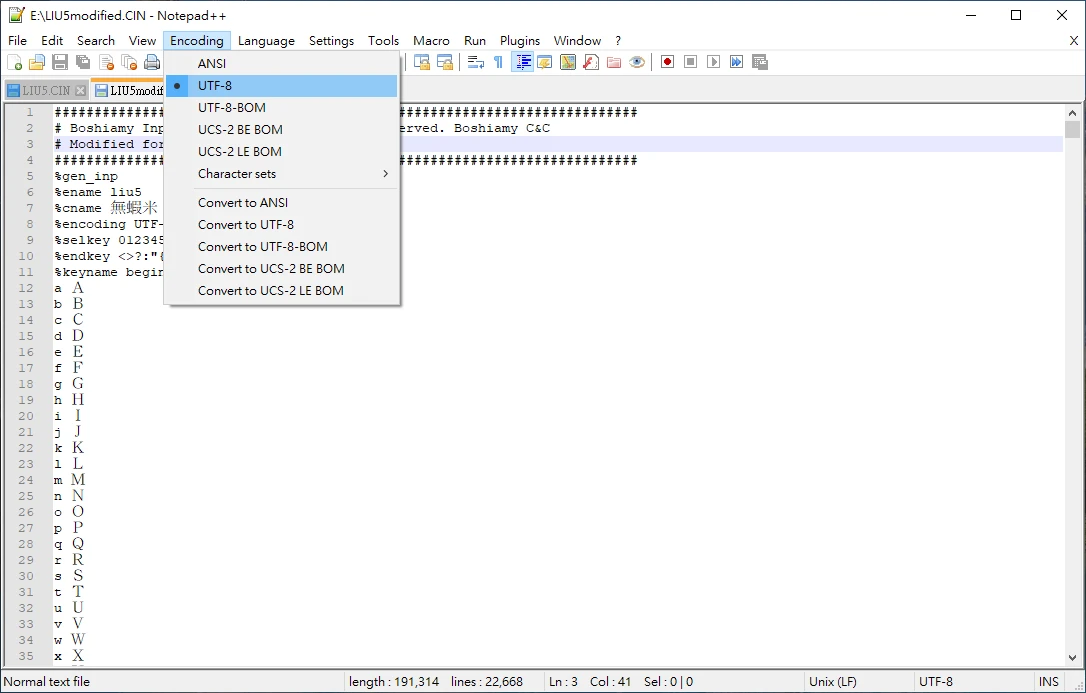 E:\LIU5modified.CIN - Notepad++
File Edit Search View Encoding Language Settings Tools Macro Run Plugins Window ? X
LIU5.CIN LIU5modif
ANSI
UTF-8
UTF-8-BOM
UCS-2 BE BOM
UCS-2 LE BOM
Character sets
Convert to ANSI
Convert to UTF-8
Convert to UTF-8-BOM
Convert to UCS-2 BE BOM
Convert to UCS-2 LE BOM
1 ############# ##############################
2 # Boshiamy Inp erved. Boshiamy C&C
3 # Modified for
4 ############# ##############################
5 %gen_inp
6 %ename liu5
7 %cname 無蝦米
8 %encoding UTF-
9 %selkey 012345
10 %endkey <>?:"{
11 %keyname begin
12 a Ａ
13 b Ｂ
14 c Ｃ
15 d Ｄ
16 e Ｅ
17 f Ｆ
18 g Ｇ
19 h Ｈ
20 i Ｉ
21 j Ｊ
22 k Ｋ
23 l Ｌ
24 m Ｍ
25 n Ｎ
26 o Ｏ
27 p Ｐ
28 q Ｑ
29 r Ｒ
30 s Ｓ
31 t Ｔ
32 u Ｕ
33 v Ｖ
34 w Ｗ
35 x Ｘ
Normal text file length : 191,314 lines : 22,668 Ln : 3 Col : 41 Sel : 0 | 0 Unix (LF) UTF-8 INS